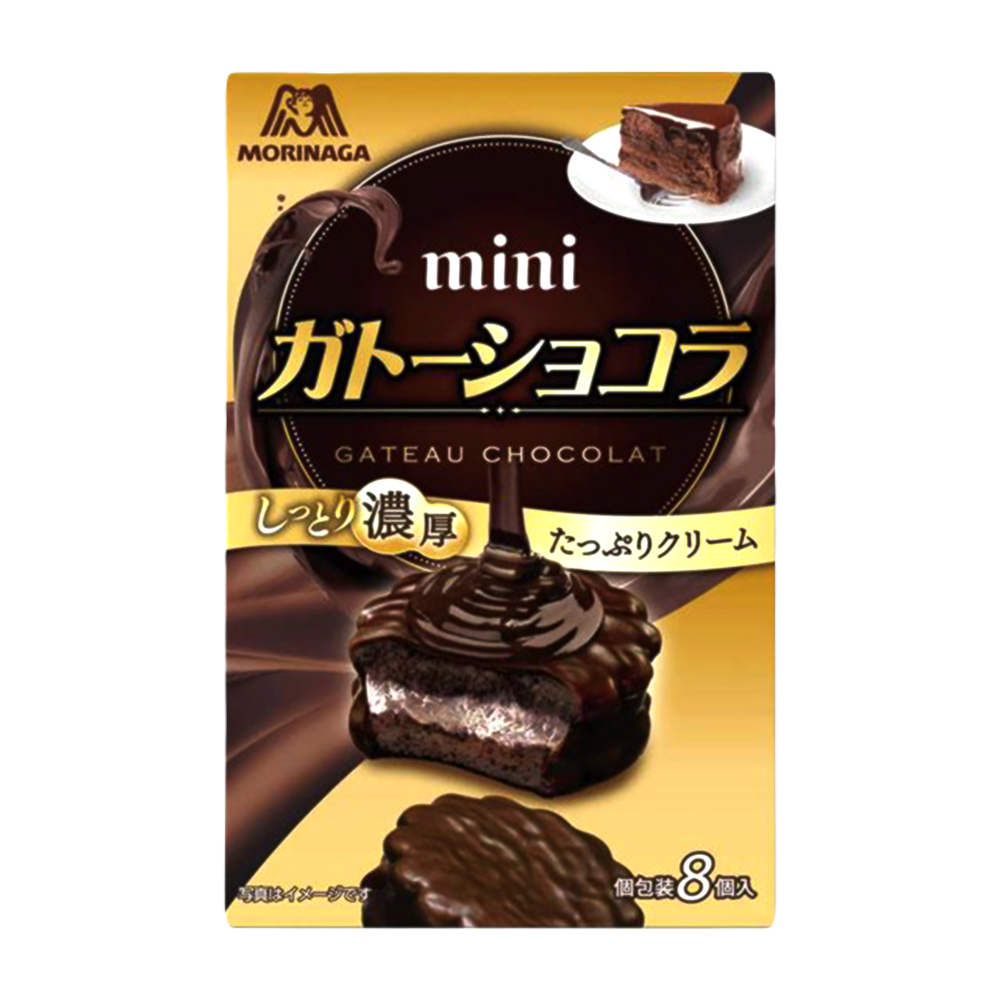 MORINAGA
mini
ガトーショコラ
GATEAU CHOCOLAT
しっとり濃厚
たっぷりクリーム
写真はイメージです
個包装8個入